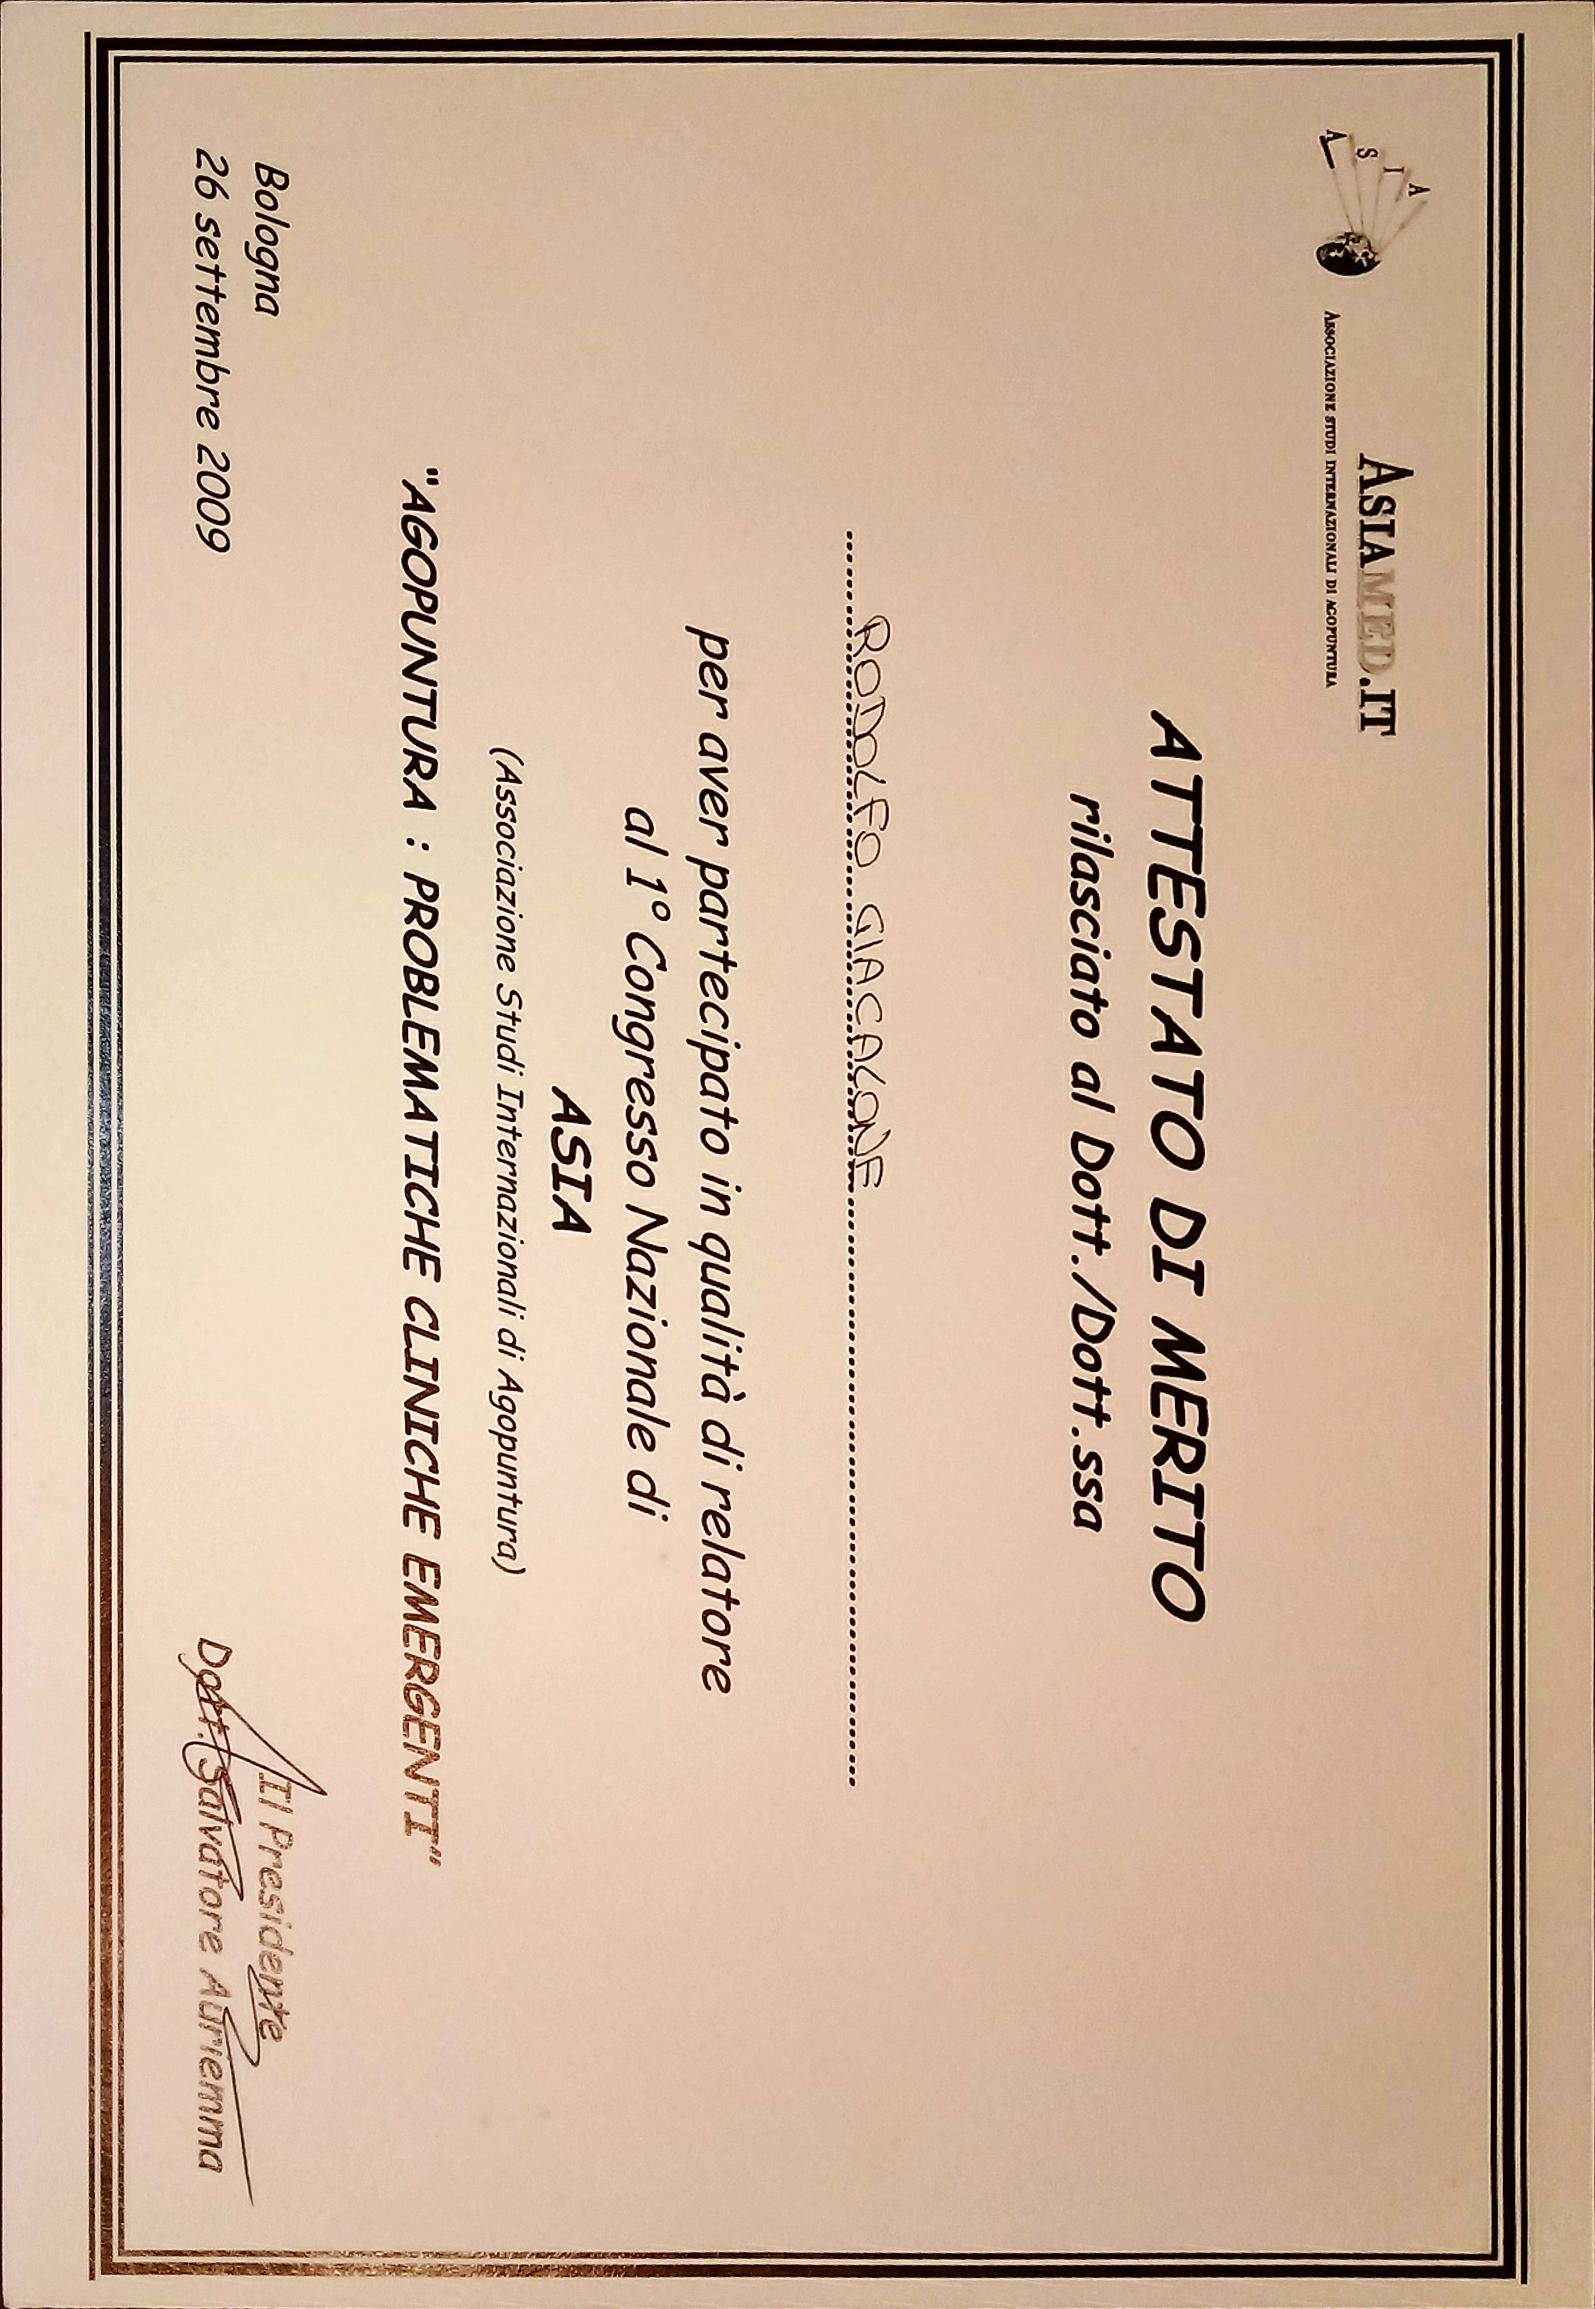 A
I
S
A
ASIAMED.IT
ASSOCIAZIONE STUDI INTERNAZIONALI DI AGOPUNTURA
ATTESTATO DI MERITO
rilasciato al Dott./Dott.ssa
RODOLFO GIACALONE
per aver partecipato in qualità di relatore
al 1° Congresso Nazionale di
ASIA
(Associazione Studi Internazionali di Agopuntura)
"AGOPUNTURA : PROBLEMATICHE CLINICHE EMERGENTI"
Bologna
26 settembre 2009
Il Presidente
Dott. Salvatore Auriemma